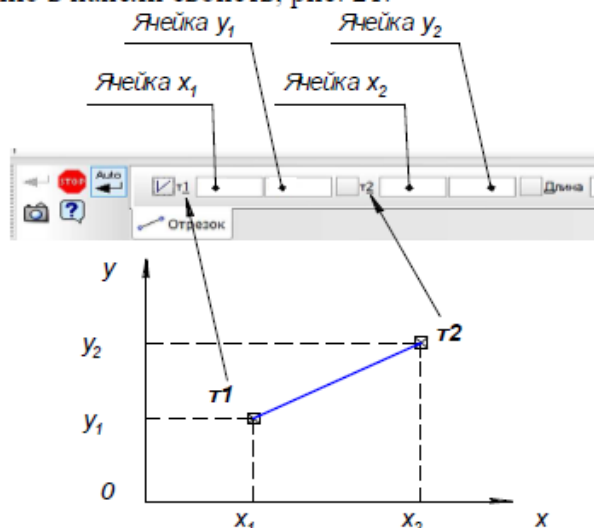 Ячейка y₁ Ячейка y₂
Ячейка x₁ Ячейка x₂
STOP Auto т1 т2 Длина
Отрезок
y
y₂ т2
т1
y₁
0
x₁ x₂ x